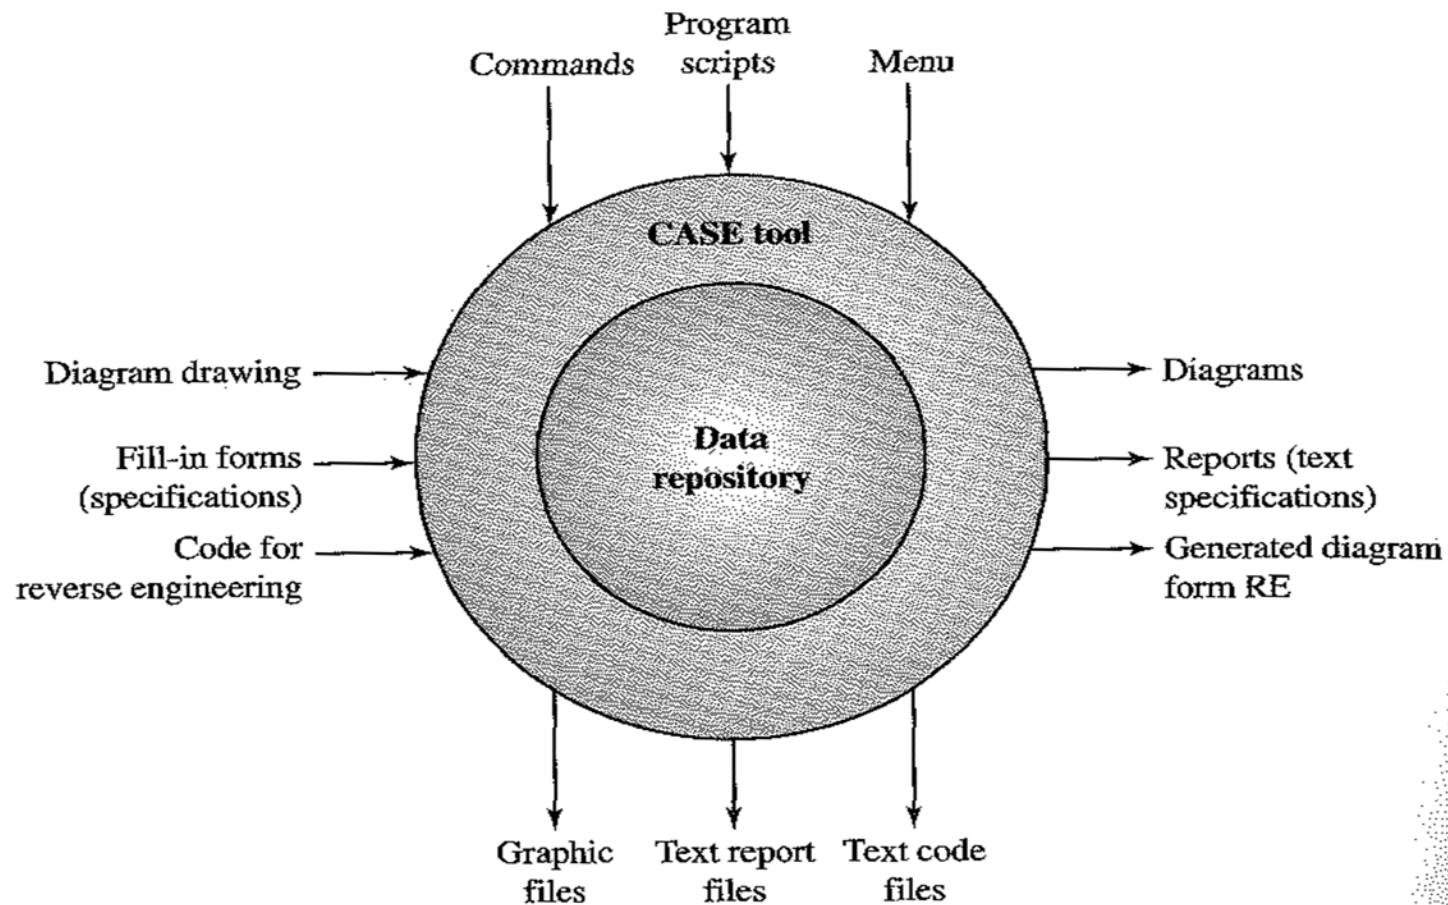 Program
scripts
Commands
Menu
CASE tool
Diagram drawing
Diagrams
Data
repository
Fill-in forms
(specifications)
Reports (text
specifications)
Code for
reverse engineering
Generated diagram
form RE
Graphic
files
Text report
files
Text code
files